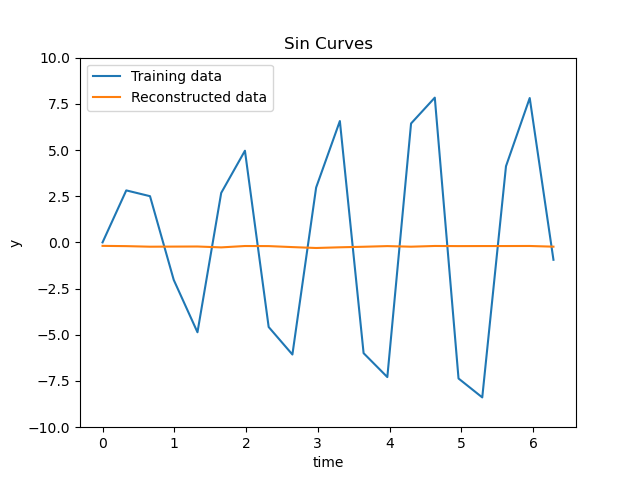 Sin Curves
Training data
Reconstructed data
10.0
7.5
5.0
2.5
0.0
−2.5
−5.0
−7.5
−10.0
y
0 1 2 3 4 5 6
time